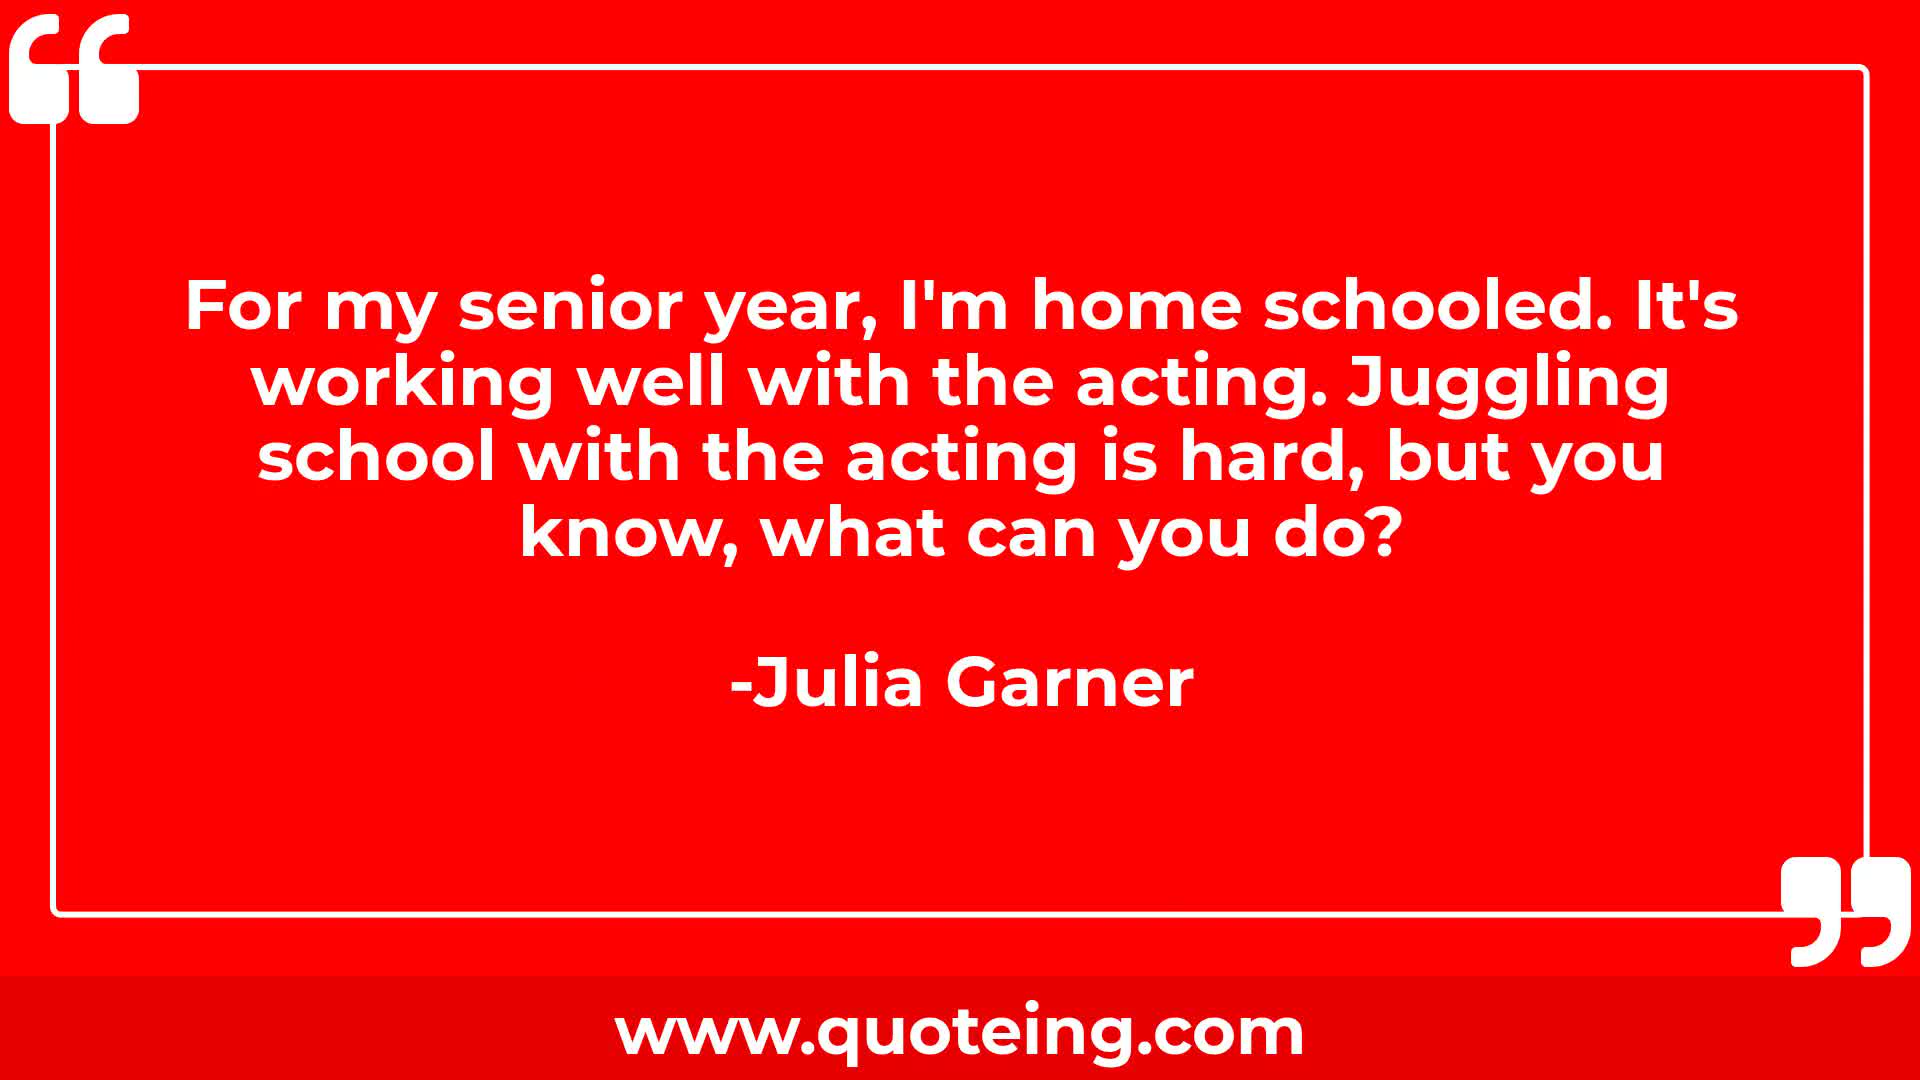 For my senior year, I'm home schooled. It's
working well with the acting. Juggling
school with the acting is hard, but you
know, what can you do?
-Julia Garner
www.quoteing.com